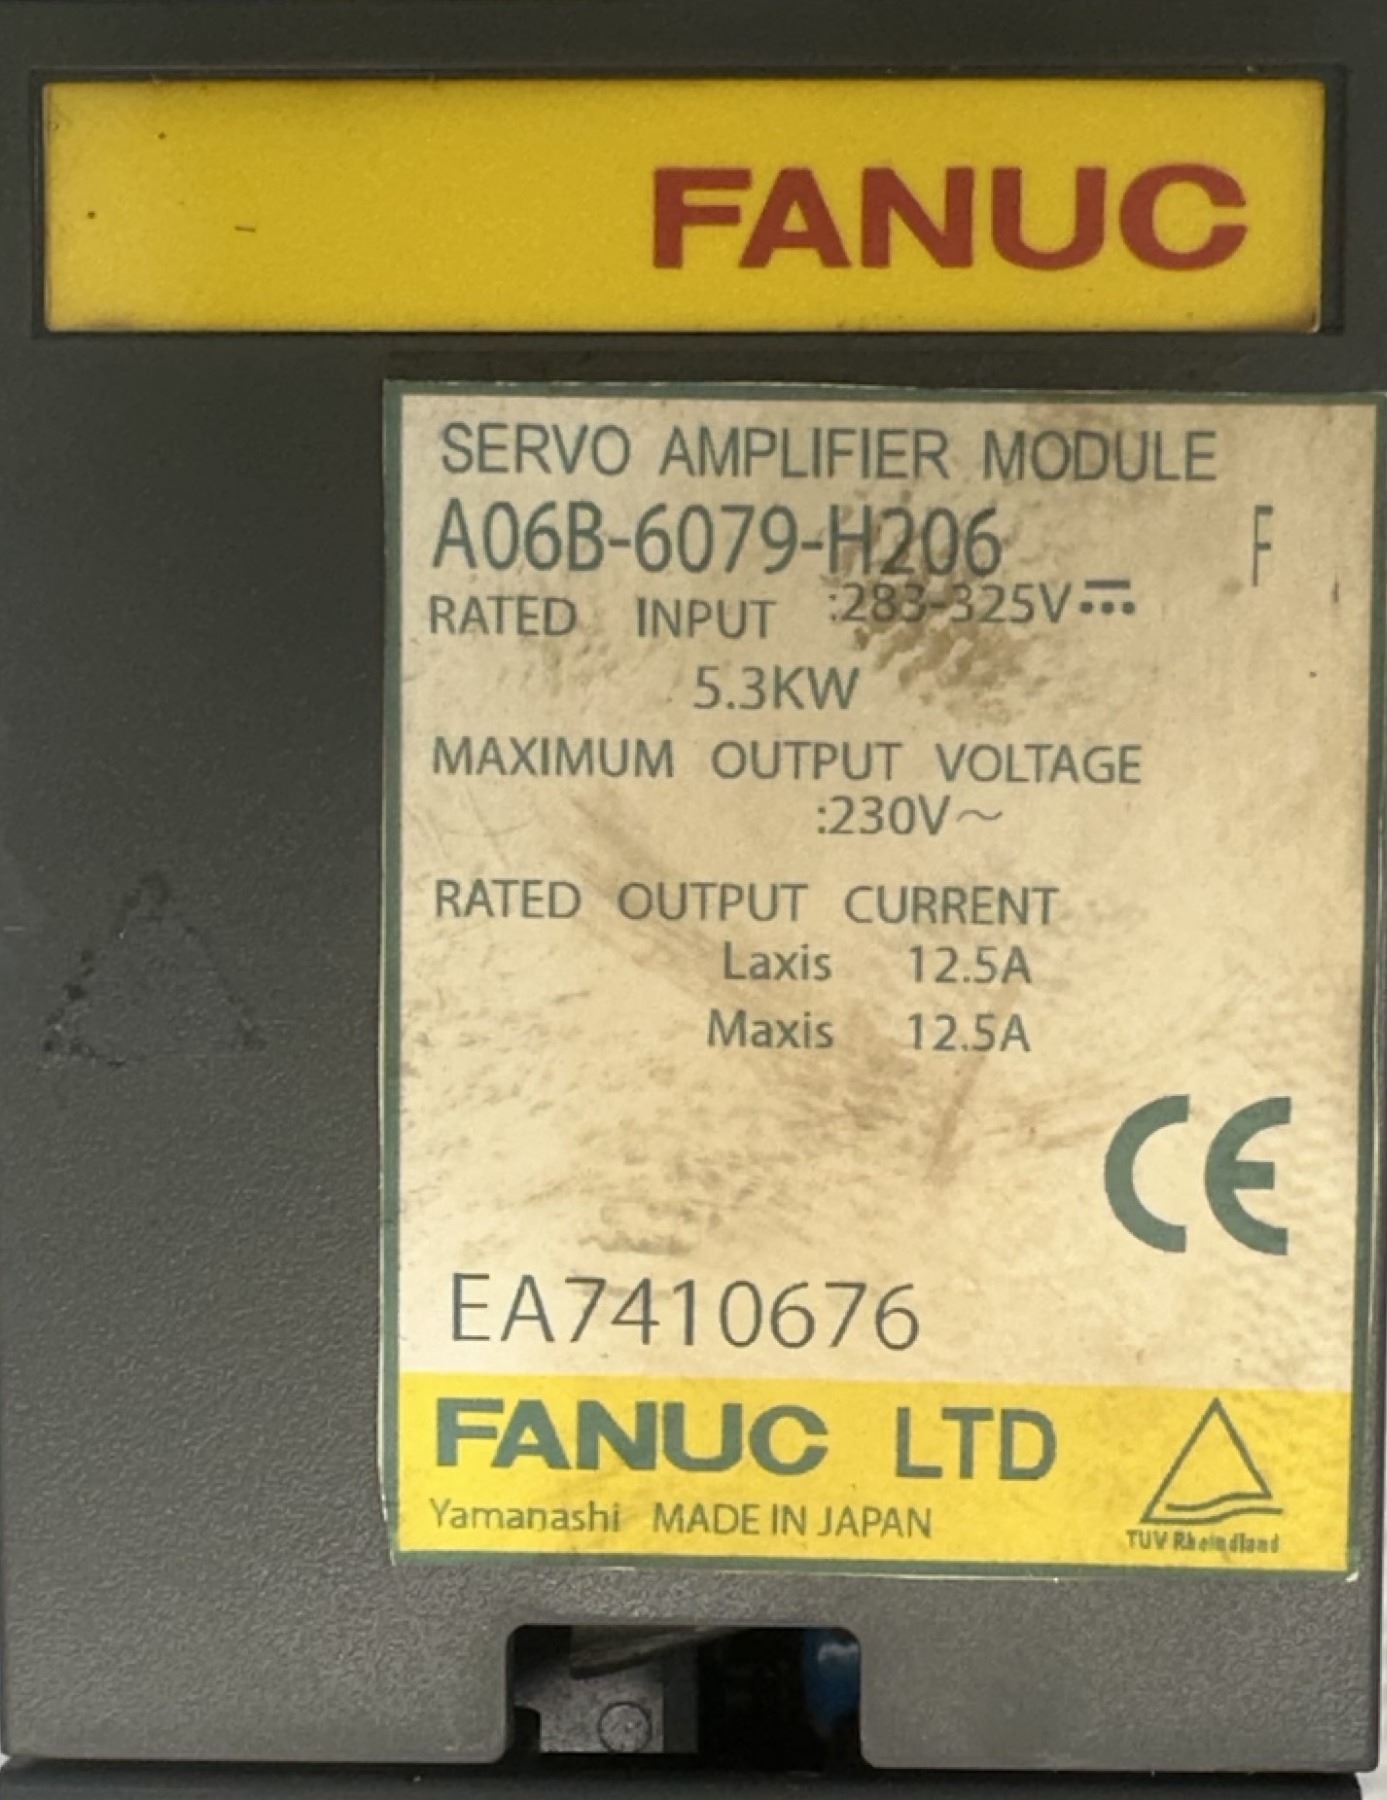 FANUC
SERVO AMPLIFIER MODULE
A06B-6079-H206 F
RATED INPUT :283-325V⎓
5.3KW
MAXIMUM OUTPUT VOLTAGE
:230V～
RATED OUTPUT CURRENT
Laxis 12.5A
Maxis 12.5A
CE
EA7410676
FANUC LTD
Yamanashi MADE IN JAPAN
TUV Rheindland